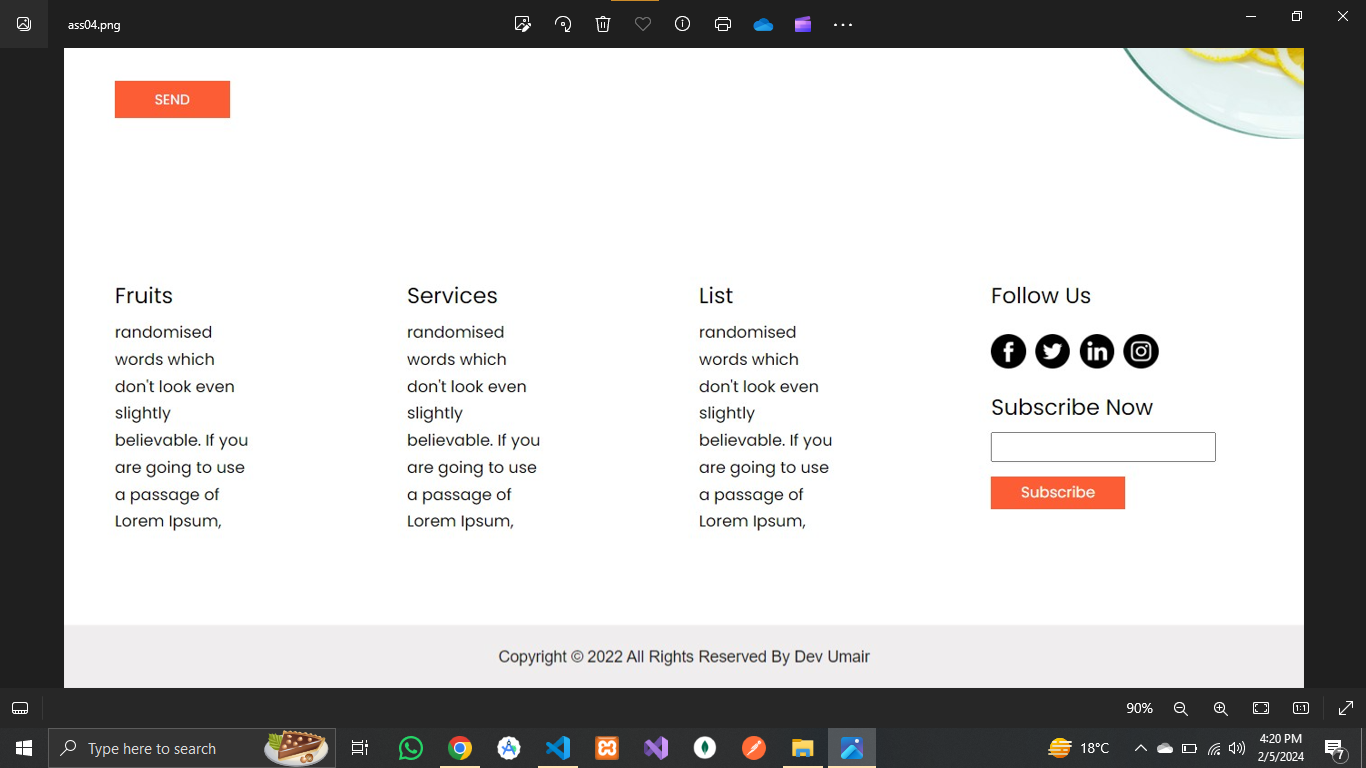 ass04.png
SEND
Fruits
randomised
words which
don't look even
slightly
believable. If you
are going to use
a passage of
Lorem Ipsum,
Services
randomised
words which
don't look even
slightly
believable. If you
are going to use
a passage of
Lorem Ipsum,
List
randomised
words which
don't look even
slightly
believable. If you
are going to use
a passage of
Lorem Ipsum,
Follow Us
Subscribe Now
Subscribe
Copyright © 2022 All Rights Reserved By Dev Umair
90%
1:1
Type here to search
18°C
4:20 PM
2/5/2024
7